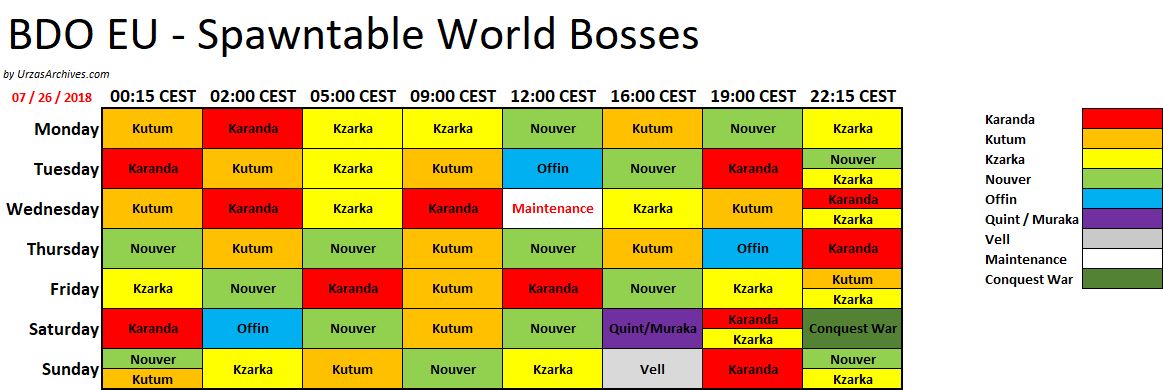 BDO EU - Spawntable World Bosses
by UrzasArchives.com
07 / 26 / 2018 00:15 CEST 02:00 CEST 05:00 CEST 09:00 CEST 12:00 CEST 16:00 CEST 19:00 CEST 22:15 CEST
Monday Kutum Karanda Kzarka Kzarka Nouver Kutum Nouver Kzarka
Tuesday Karanda Kutum Kzarka Kutum Offin Nouver Karanda Nouver
Kzarka
Wednesday Kutum Karanda Kzarka Karanda Maintenance Kzarka Kutum Karanda
Kzarka
Thursday Nouver Kutum Nouver Kutum Nouver Kutum Offin Karanda
Friday Kzarka Nouver Karanda Kutum Karanda Nouver Kzarka Kutum
Kzarka
Saturday Karanda Offin Nouver Kutum Nouver Quint/Muraka Karanda Conquest War
Kzarka
Sunday Nouver Kzarka Kutum Nouver Kzarka Vell Karanda Nouver
Kutum Kzarka
Karanda
Kutum
Kzarka
Nouver
Offin
Quint / Muraka
Vell
Maintenance
Conquest War